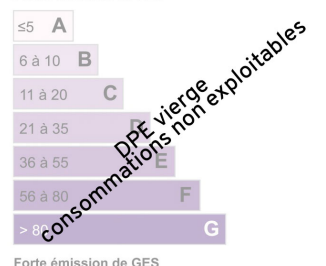 ≤5 A
6 à 10 B
11 à 20 C
21 à 35 D
36 à 55 E
56 à 80 F
> 80 G
DPE vierge
consommations non exploitables
Forte émission de GES